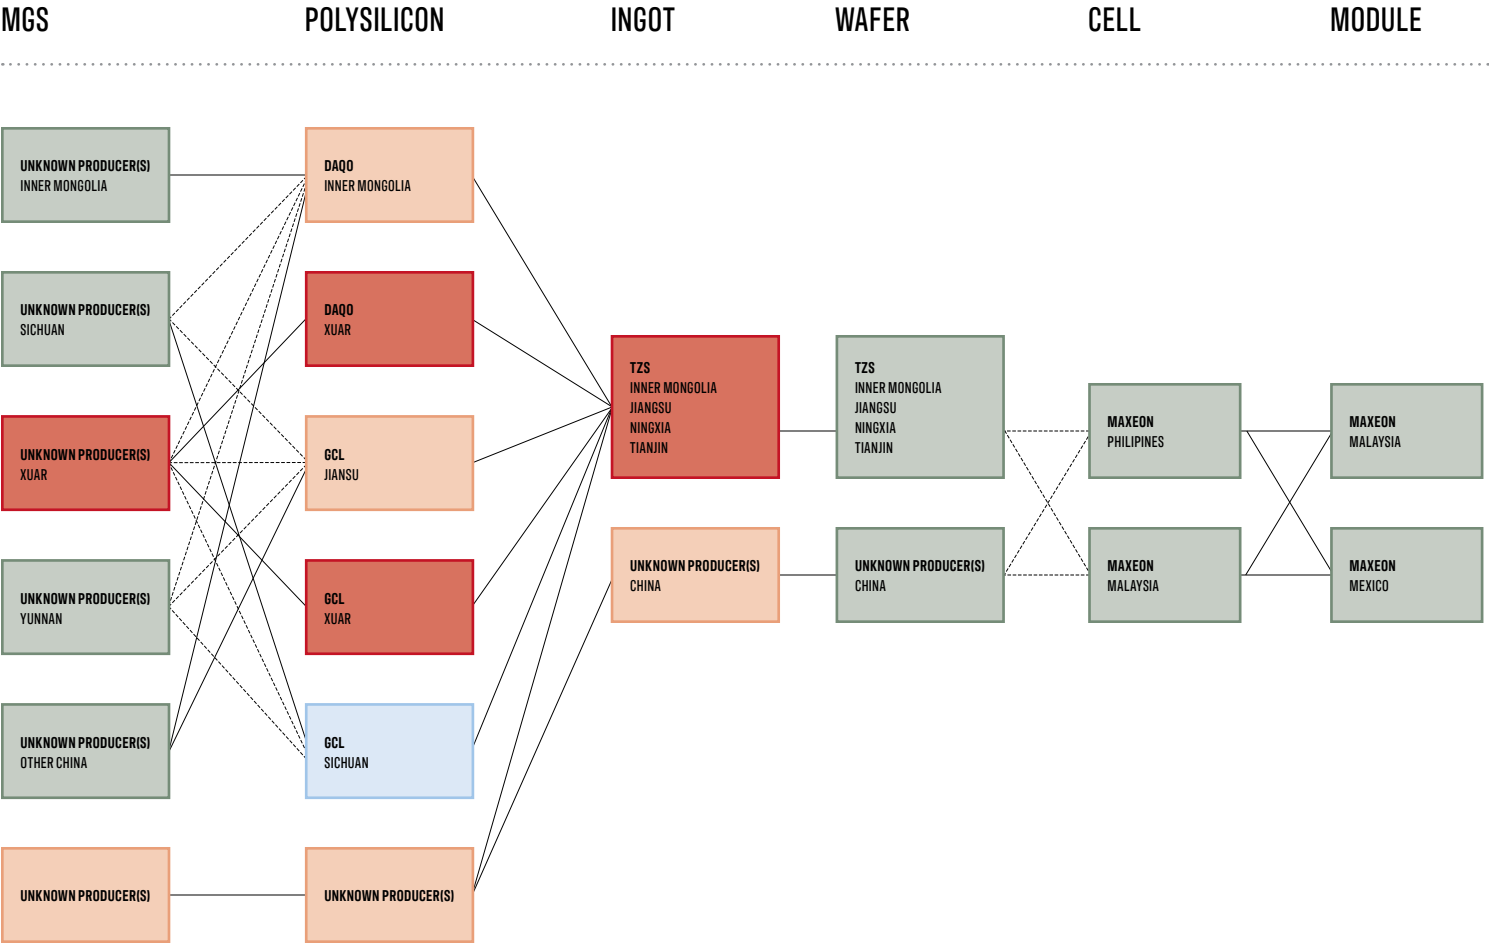 MGS
POLYSILICON
INGOT
WAFER
CELL
MODULE
UNKNOWN PRODUCER(S)
INNER MONGOLIA
UNKNOWN PRODUCER(S)
SICHUAN
UNKNOWN PRODUCER(S)
XUAR
UNKNOWN PRODUCER(S)
YUNNAN
UNKNOWN PRODUCER(S)
OTHER CHINA
UNKNOWN PRODUCER(S)
DAQO
INNER MONGOLIA
DAQO
XUAR
GCL
JIANSU
GCL
XUAR
GCL
SICHUAN
UNKNOWN PRODUCER(S)
TZS
INNER MONGOLIA
JIANGSU
NINGXIA
TIANJIN
UNKNOWN PRODUCER(S)
CHINA
TZS
INNER MONGOLIA
JIANGSU
NINGXIA
TIANJIN
UNKNOWN PRODUCER(S)
CHINA
MAXEON
PHILIPINES
MAXEON
MALAYSIA
MAXEON
MALAYSIA
MAXEON
MEXICO